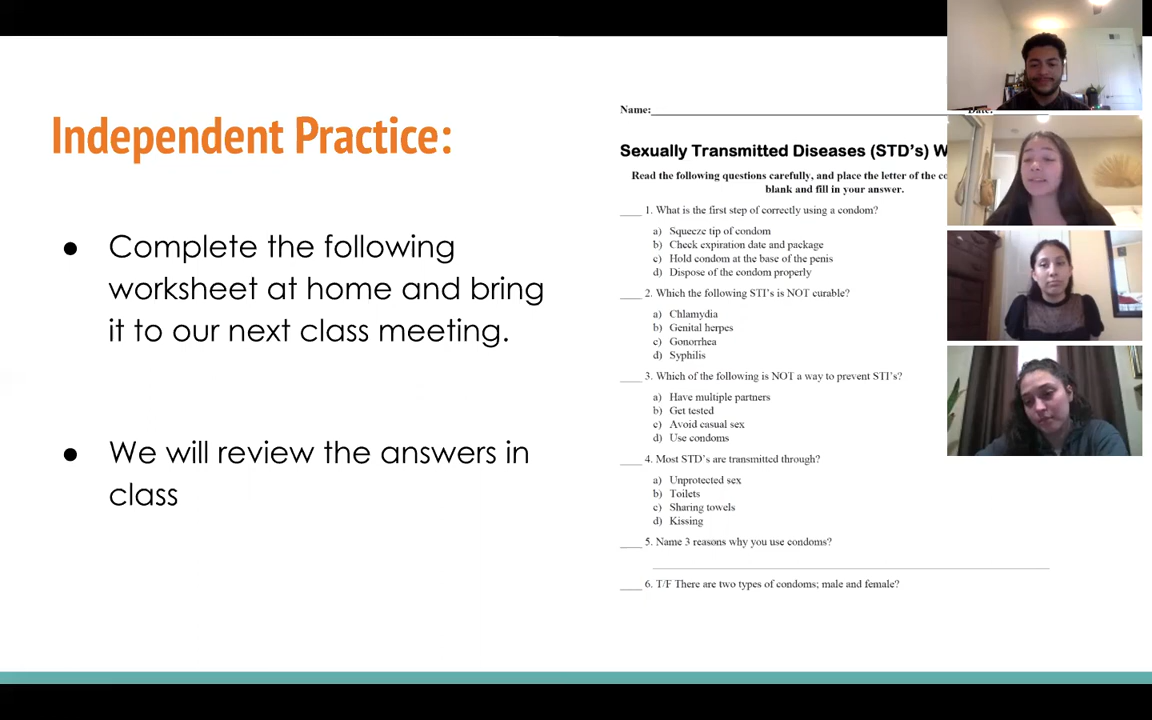 Independent Practice:
● Complete the following
worksheet at home and bring
it to our next class meeting.
● We will review the answers in
class
Name:
Date:
Sexually Transmitted Diseases (STD's) W
Read the following questions carefully, and place the letter of the co
blank and fill in your answer.
____ 1. What is the first step of correctly using a condom?
a) Squeeze tip of condom
b) Check expiration date and package
c) Hold condom at the base of the penis
d) Dispose of the condom properly
____ 2. Which the following STI's is NOT curable?
a) Chlamydia
b) Genital herpes
c) Gonorrhea
d) Syphilis
____ 3. Which of the following is NOT a way to prevent STI's?
a) Have multiple partners
b) Get tested
c) Avoid casual sex
d) Use condoms
____ 4. Most STD's are transmitted through?
a) Unprotected sex
b) Toilets
c) Sharing towels
d) Kissing
____ 5. Name 3 reasons why you use condoms?
____ 6. T/F There are two types of condoms; male and female?